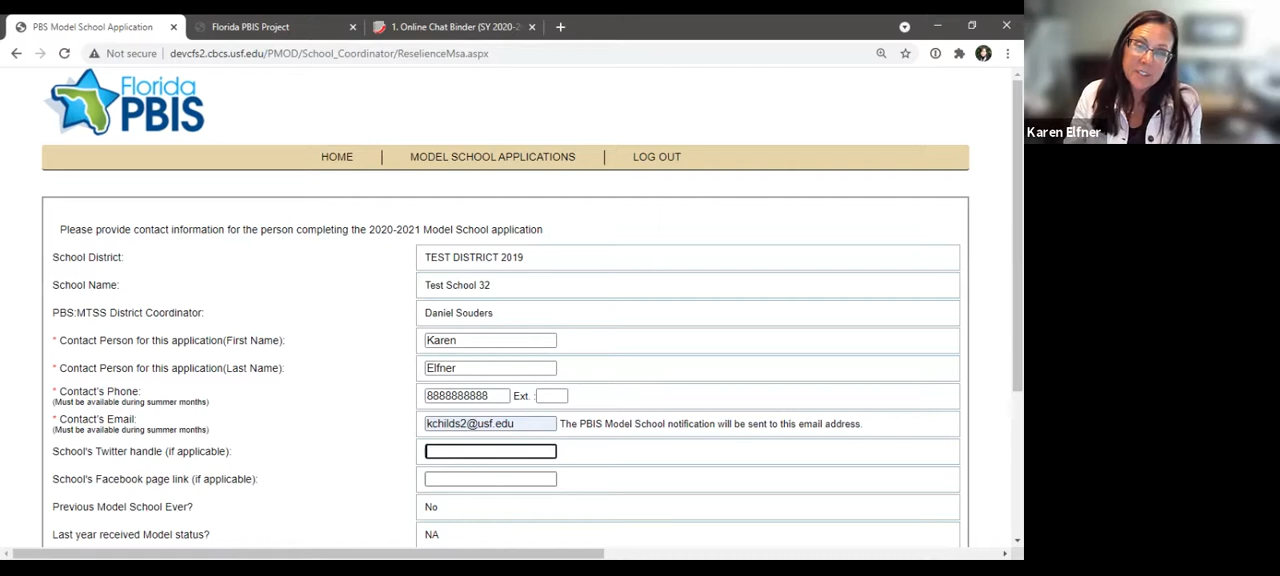 PBS Model School Application
Florida PBIS Project
1. Online Chat Binder (SY 2020-2
Not secure
devcfs2.cbcs.usf.edu/PMOD/School_Coordinator/ReselienceMsa.aspx
Florida
PBIS
HOME | MODEL SCHOOL APPLICATIONS | LOG OUT
Please provide contact information for the person completing the 2020-2021 Model School application
School District: TEST DISTRICT 2019
School Name: Test School 32
PBS:MTSS District Coordinator: Daniel Souders
* Contact Person for this application(First Name): Karen
* Contact Person for this application(Last Name): Elfner
* Contact's Phone: 8888888888 Ext. :
(Must be available during summer months)
* Contact's Email: kchilds2@usf.edu The PBIS Model School notification will be sent to this email address.
(Must be available during summer months)
School's Twitter handle (if applicable):
School's Facebook page link (if applicable):
Previous Model School Ever? No
Last year received Model status? NA
Karen Elfner